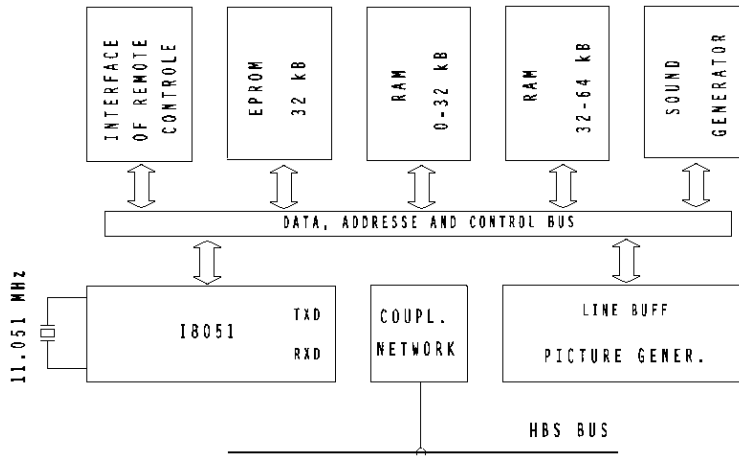 INTERFACE
OF REMOTE
CONTROLE
EPROM
32 kB
RAM
0-32 kB
RAM
32-64 kB
SOUND
GENERATOR
DATA, ADDRESSE AND CONTROL BUS
11.051 MHz
I8051
TXD
RXD
COUPL.
NETWORK
LINE BUFF
PICTURE GENER.
HBS BUS